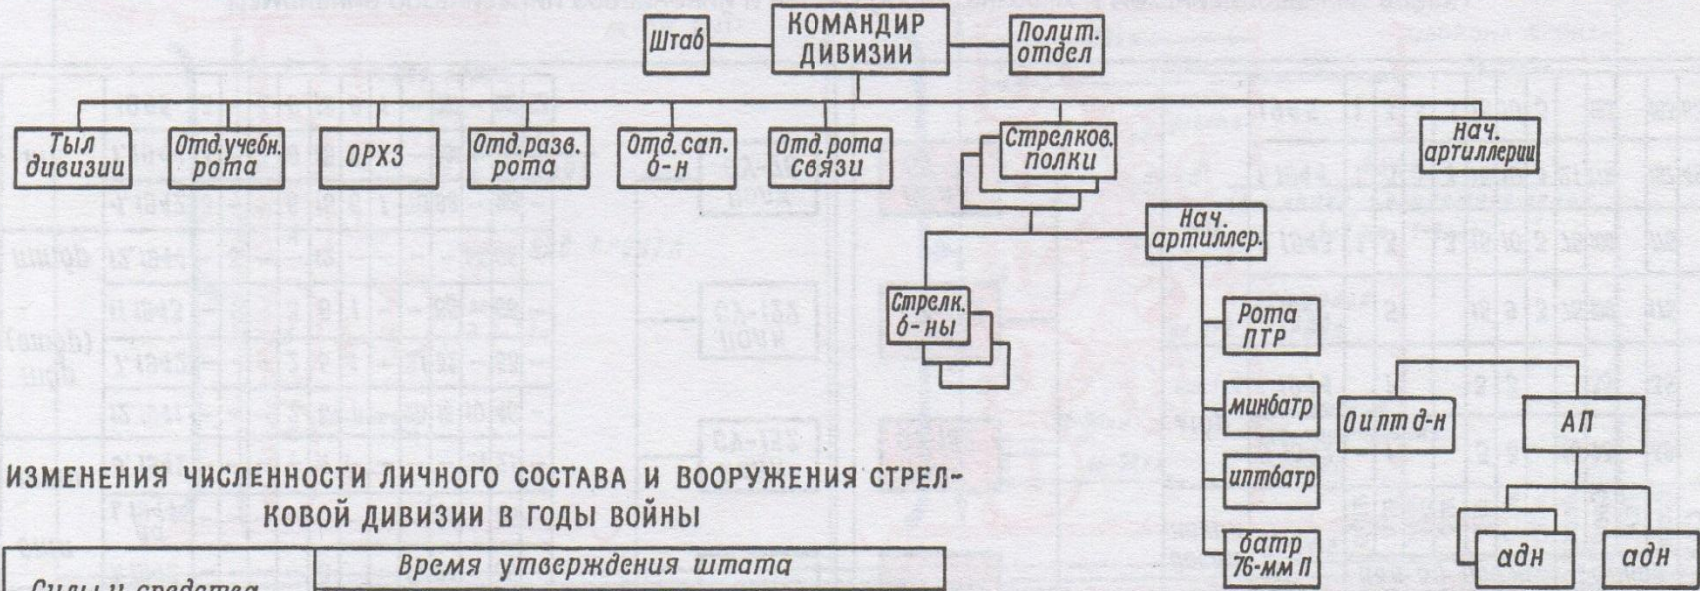 Штаб
КОМАНДИР
ДИВИЗИИ
Полит.
отдел
Тыл
дивизии
Отд.учебн.
рота
ОРХЗ
Отд.разв.
рота
Отд.сап.
б-н
Отд.рота
связи
Стрелков.
полки
нач.
артиллерии
Нач.
артиллер.
Стрелк.
б-ны
Рота
ПТР
минбатр
иптбатр
батр
76-мм П
Оиптд-н
АП
адн
адн
ИЗМЕНЕНИЯ ЧИСЛЕННОСТИ ЛИЧНОГО СОСТАВА И ВООРУЖЕНИЯ СТРЕЛ-
КОВОЙ ДИВИЗИИ В ГОДЫ ВОЙНЫ
Время утверждения штата
Силы и средства